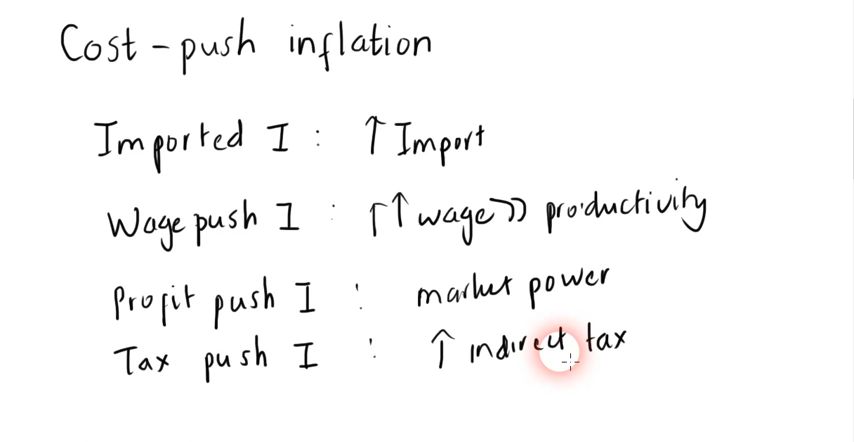 Cost-push inflation
Imported I : ↑ Import
Wage push I : ↑↑ wage >> productivity
Profit push I : market power
Tax push I : ↑ indirect tax